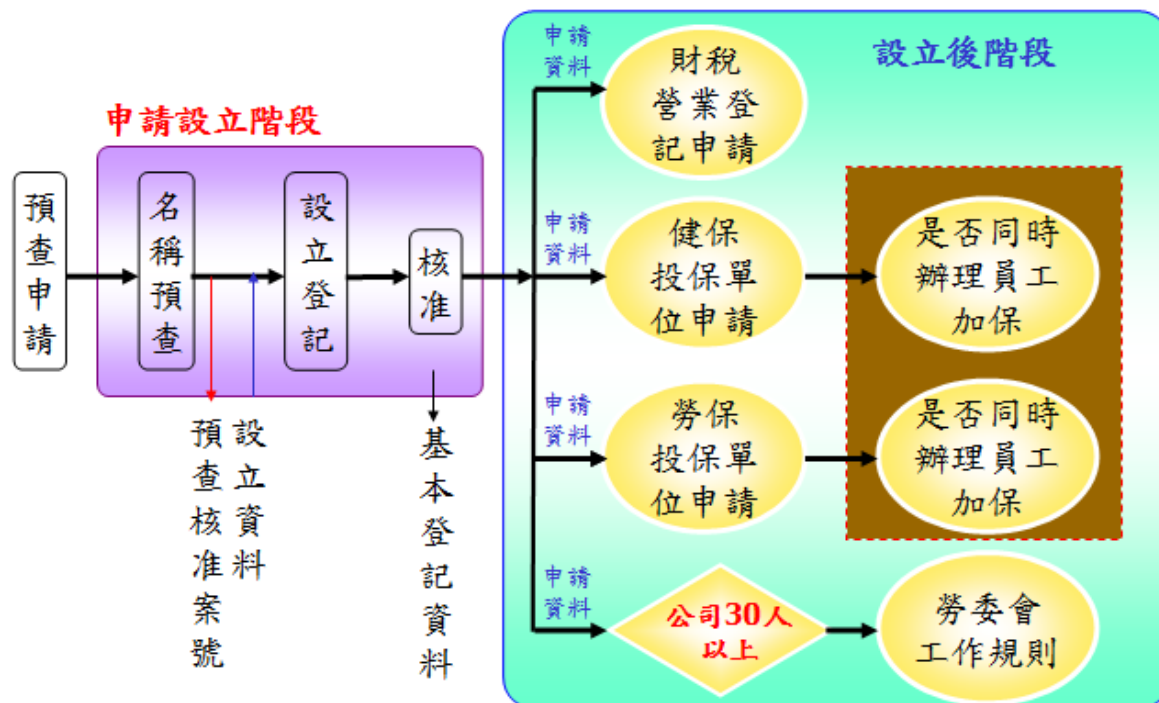 申請設立階段
預查申請
名稱預查
設立登記
核准
預查核准案號
設立資料
基本登記資料
設立後階段
申請
資料
財稅
營業登
記申請
申請
資料
健保
投保單
位申請
是否同時
辦理員工
加保
申請
資料
勞保
投保單
位申請
是否同時
辦理員工
加保
申請
資料
公司30人
以上
勞委會
工作規則